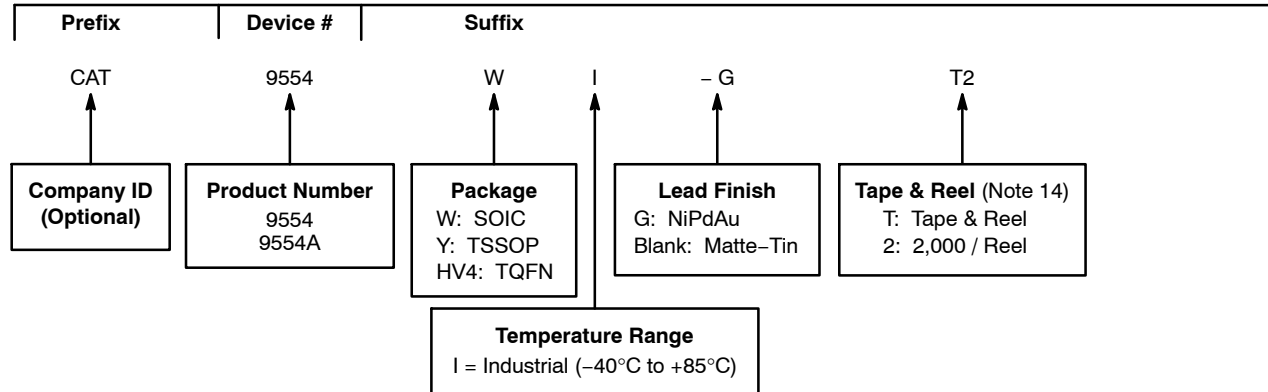 Prefix Device # Suffix
CAT 9554 W I – G T2
Company ID
(Optional)
Product Number
9554
9554A
Package
W: SOIC
Y: TSSOP
HV4: TQFN
Lead Finish
G: NiPdAu
Blank: Matte–Tin
Tape & Reel (Note 14)
T: Tape & Reel
2: 2,000 / Reel
Temperature Range
I = Industrial (–40°C to +85°C)